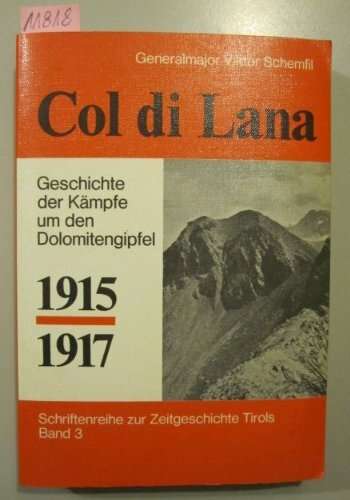 11818
Generalmajor Viktor Schemfil
Col di Lana
Geschichte
der Kämpfe
um den
Dolomitengipfel
1915
1917
Schriftenreihe zur Zeitgeschichte Tirols
Band 3